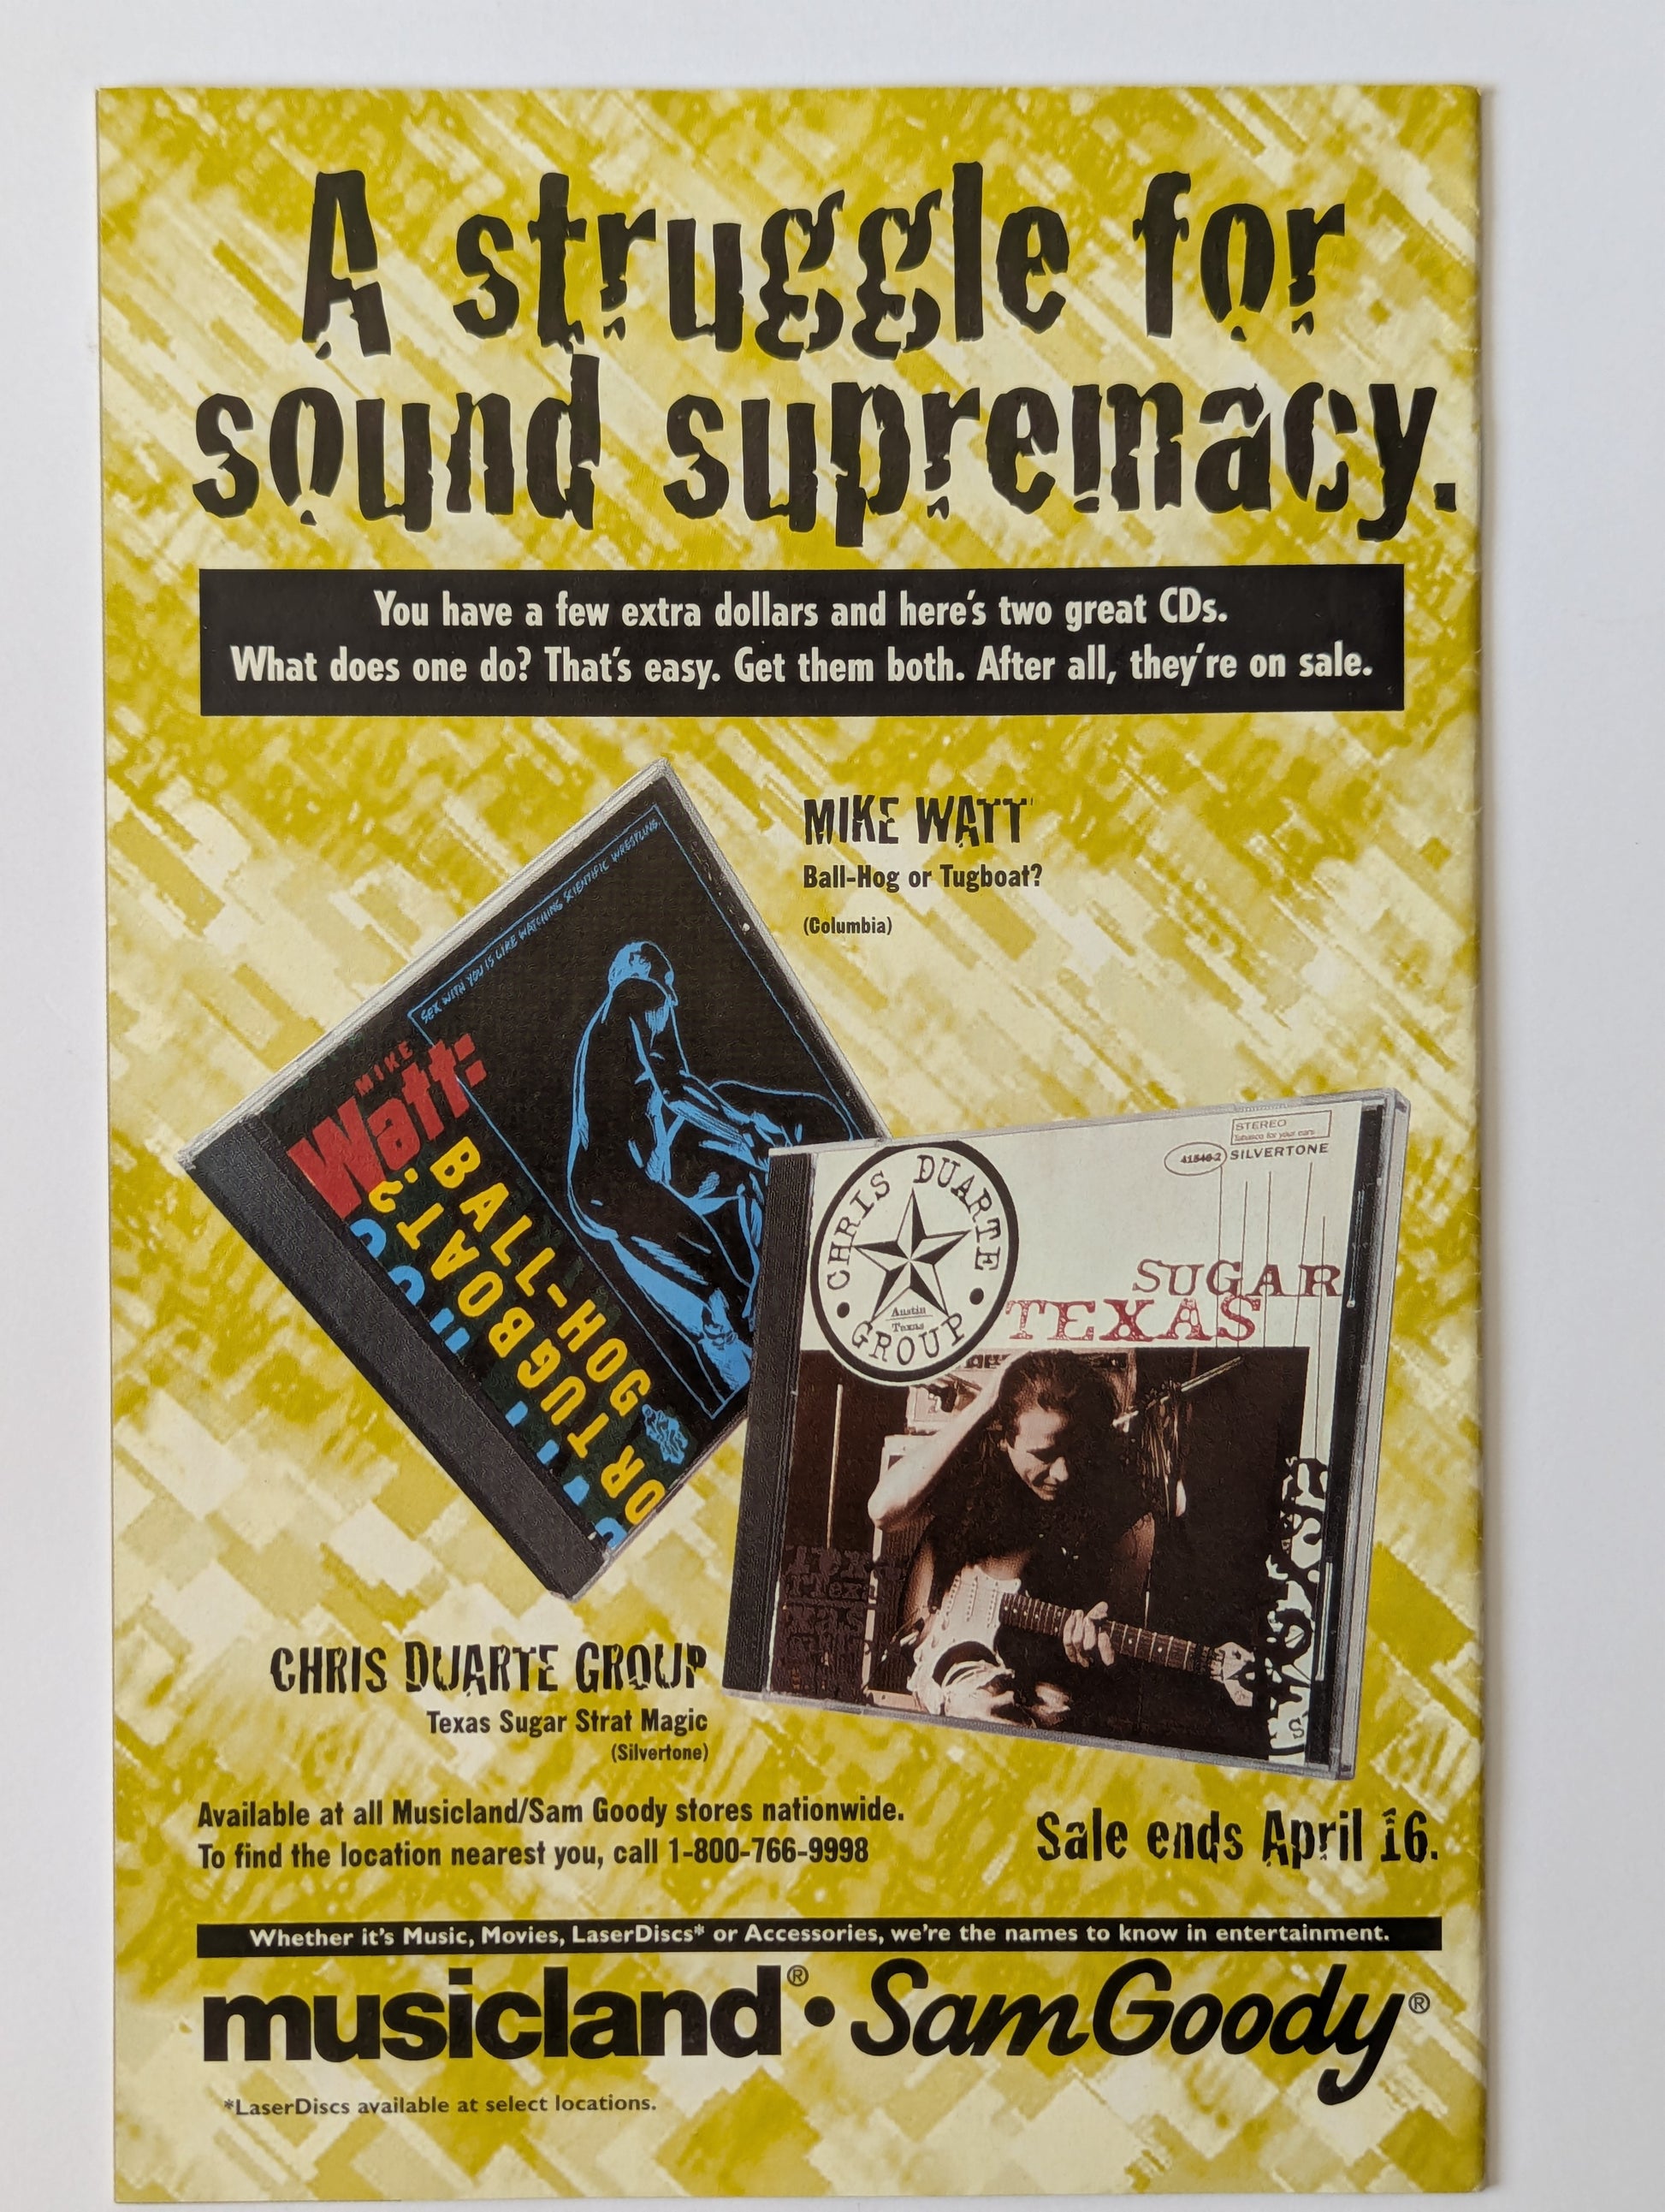 A struggle for
sound supremacy.
You have a few extra dollars and here's two great CDs.
What does one do? That's easy. Get them both. After all, they're on sale.
MIKE WATT
Ball-Hog or Tugboat?
(Columbia)
SEX WITH YOU IS LIKE WATCHING SCIENTIFIC WRESTLING.
MIKE
Watt:
BALL-HOG
OR TUGBOAT?
CHRIS DUARTE
GROUP
Austin
Texas
STEREO
41546-2 SILVERTONE
SUGAR
TEXAS
CHRIS DUARTE GROUP
Texas Sugar Strat Magic
(Silvertone)
Available at all Musicland/Sam Goody stores nationwide.
To find the location nearest you, call 1-800-766-9998
Sale ends April 16.
Whether it's Music, Movies, LaserDiscs* or Accessories, we're the names to know in entertainment.
musicland® • Sam Goody®
*LaserDiscs available at select locations.